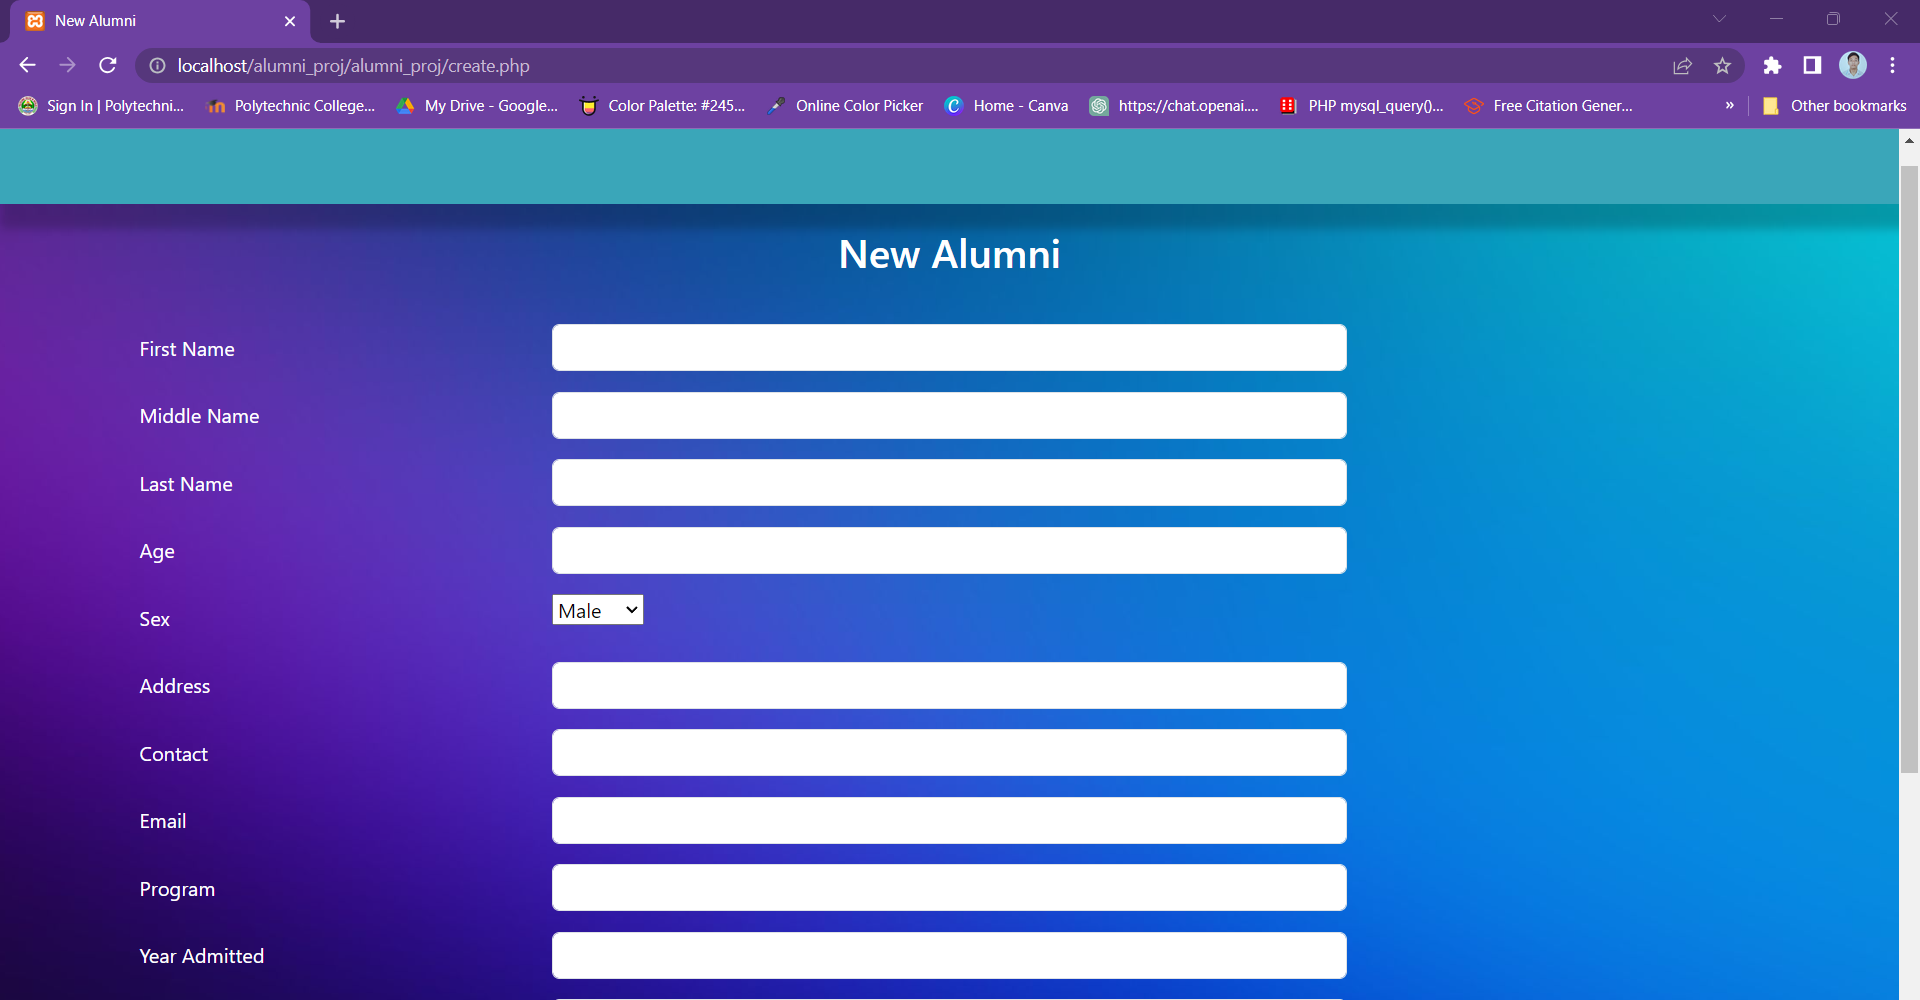 New Alumni
localhost/alumni_proj/alumni_proj/create.php
Sign In | Polytechni... Polytechnic College... My Drive - Google... Color Palette: #245... Online Color Picker Home - Canva https://chat.openai.... PHP mysql_query()... Free Citation Gener... » Other bookmarks
New Alumni
First Name
Middle Name
Last Name
Age
Sex Male
Address
Contact
Email
Program
Year Admitted